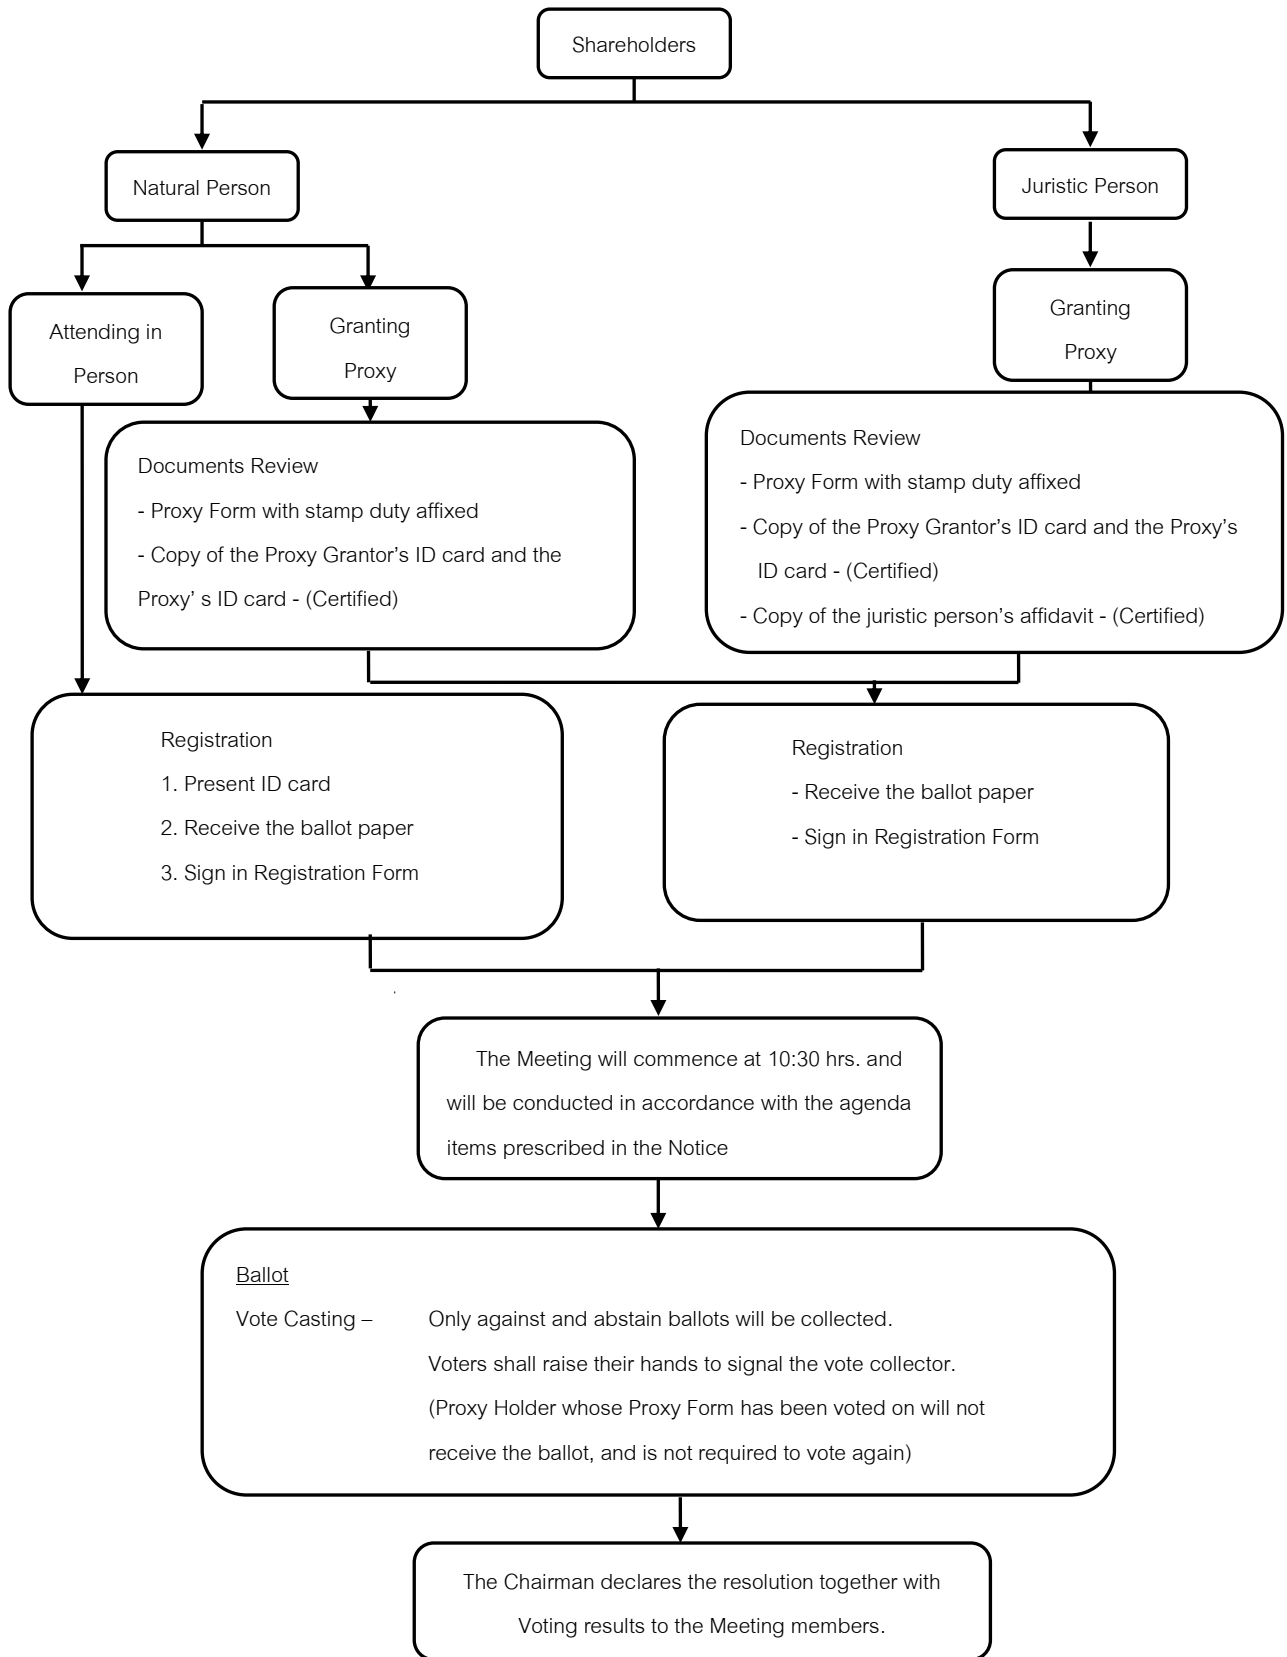 Shareholders
Natural Person
Juristic Person
Attending in
Person
Granting
Proxy
Granting
Proxy
Documents Review
- Proxy Form with stamp duty affixed
- Copy of the Proxy Grantor's ID card and the
Proxy' s ID card - (Certified)
Documents Review
- Proxy Form with stamp duty affixed
- Copy of the Proxy Grantor's ID card and the Proxy's
ID card - (Certified)
- Copy of the juristic person's affidavit - (Certified)
Registration
1. Present ID card
2. Receive the ballot paper
3. Sign in Registration Form
Registration
- Receive the ballot paper
- Sign in Registration Form
The Meeting will commence at 10:30 hrs. and
will be conducted in accordance with the agenda
items prescribed in the Notice
Ballot
Vote Casting – Only against and abstain ballots will be collected.
Voters shall raise their hands to signal the vote collector.
(Proxy Holder whose Proxy Form has been voted on will not
receive the ballot, and is not required to vote again)
The Chairman declares the resolution together with
Voting results to the Meeting members.